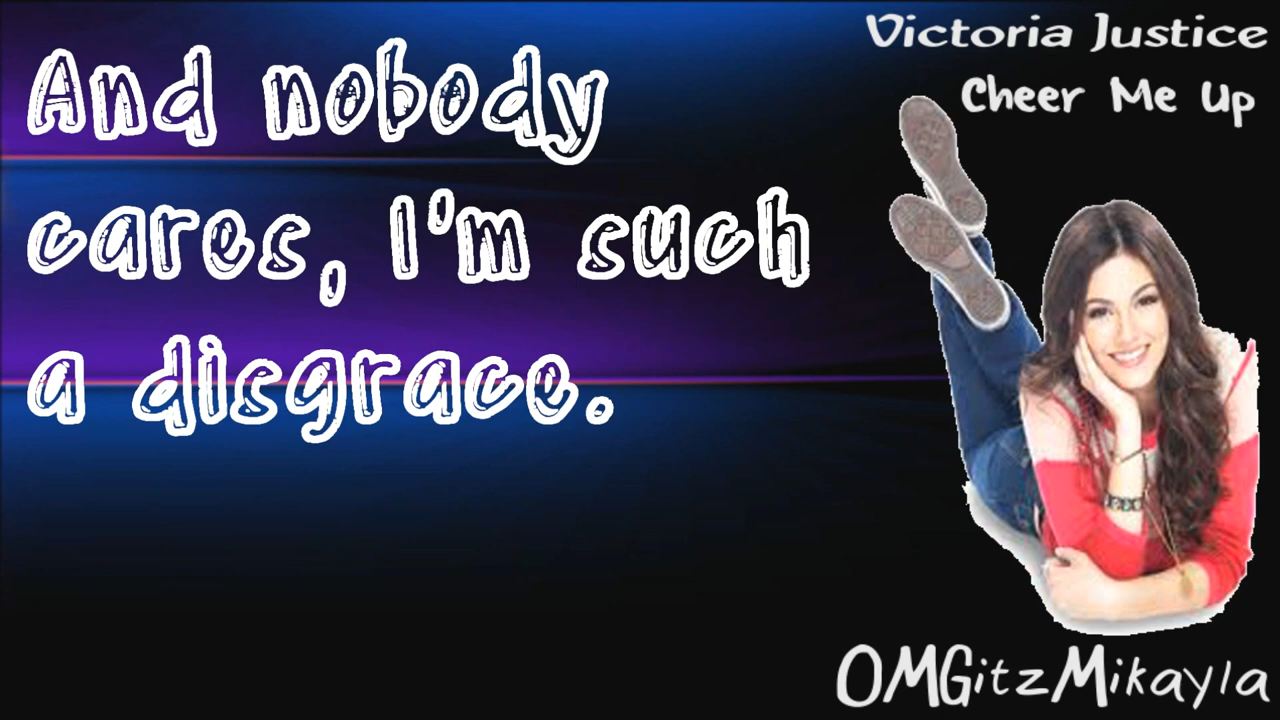 Victoria Justice
Cheer Me Up
And nobody
cares, I'm such
a disgrace.
OMGitzMikayla